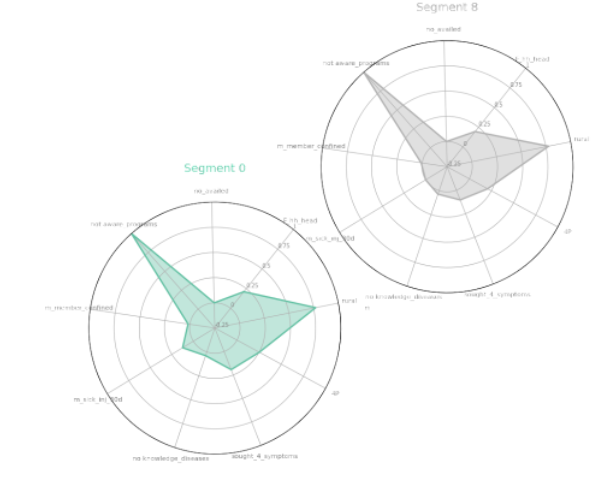 Segment 8
no_availed
F_hh_head
not aware_programs
0.75
0.5
0.25
rural
m_member_confined
0
-0.25
Segment 0
no_availed
F_hh_head
not aware_programs
4P
m_sick_inj_30d
0.75
0.5
0.25
no knowledge_diseases
sought_4_symptoms
rural
m_member_confined
0
-0.25
4P
m_sick_inj_30d
no knowledge_diseases
sought_4_symptoms